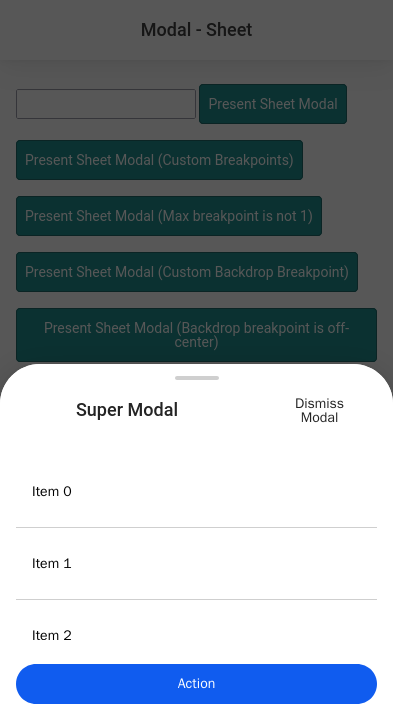 Modal - Sheet
Present Sheet Modal
Present Sheet Modal (Custom Breakpoints)
Present Sheet Modal (Max breakpoint is not 1)
Present Sheet Modal (Custom Backdrop Breakpoint)
Present Sheet Modal (Backdrop breakpoint is off-
center)
Super Modal
Dismiss
Modal
Item 0
Item 1
Item 2
Action